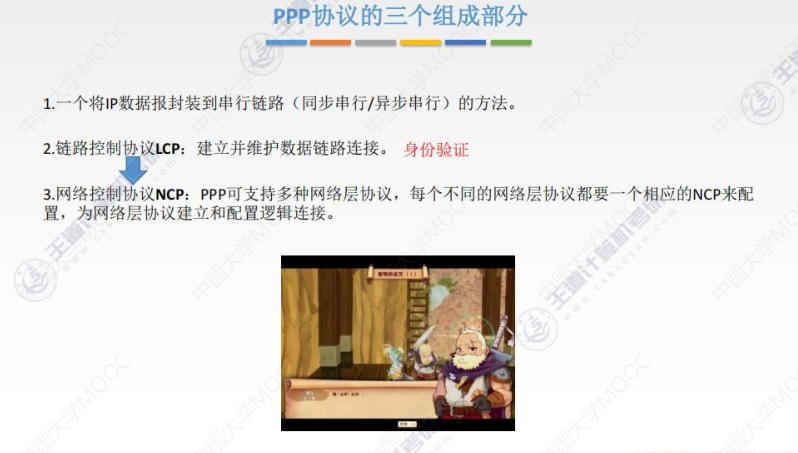 PPP协议的三个组成部分
1.一个将IP数据报封装到串行链路（同步串行/异步串行）的方法。
2.链路控制协议LCP：建立并维护数据链路连接。 身份验证
3.网络控制协议NCP：PPP可支持多种网络层协议，每个不同的网络层协议都要一个相应的NCP来配
置，为网络层协议建立和配置逻辑连接。
中国大学MOOC
王道计算机考研
www.cskaoyan.com